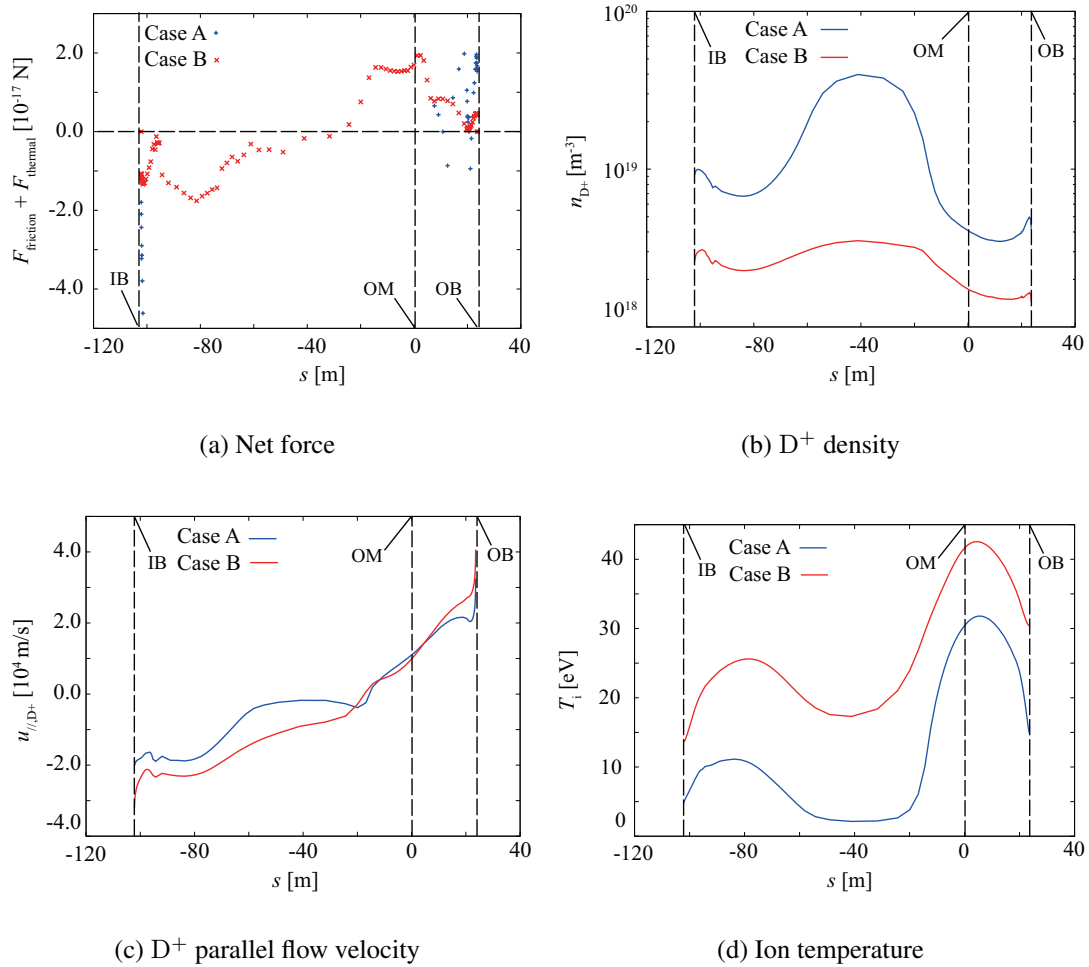 Case A
Case B
2.0
0.0
-2.0
-4.0
F_friction + F_thermal [10^-17 N]
IB
OM
OB
-120
-80
-40
0
40
s [m]
(a) Net force
10^20
10^19
10^18
n_D+ [m^-3]
Case A
Case B
IB
OM
OB
-120
-80
-40
0
40
s [m]
(b) D^+ density
4.0
2.0
0.0
-2.0
-4.0
u_//,D+ [10^4 m/s]
Case A
Case B
IB
OM
OB
-120
-80
-40
0
40
s [m]
(c) D^+ parallel flow velocity
40
30
20
10
0
T_i [eV]
Case A
Case B
IB
OM
OB
-120
-80
-40
0
40
s [m]
(d) Ion temperature